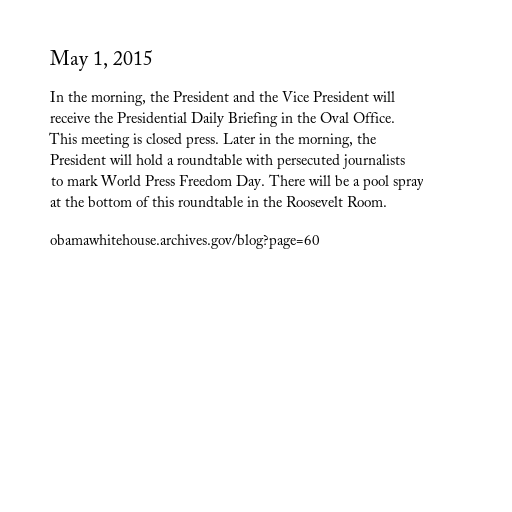 May 1, 2015
In the morning, the President and the Vice President will
receive the Presidential Daily Briefing in the Oval Office.
This meeting is closed press. Later in the morning, the
President will hold a roundtable with persecuted journalists
to mark World Press Freedom Day. There will be a pool spray
at the bottom of this roundtable in the Roosevelt Room.
obamawhitehouse.archives.gov/blog?page=60